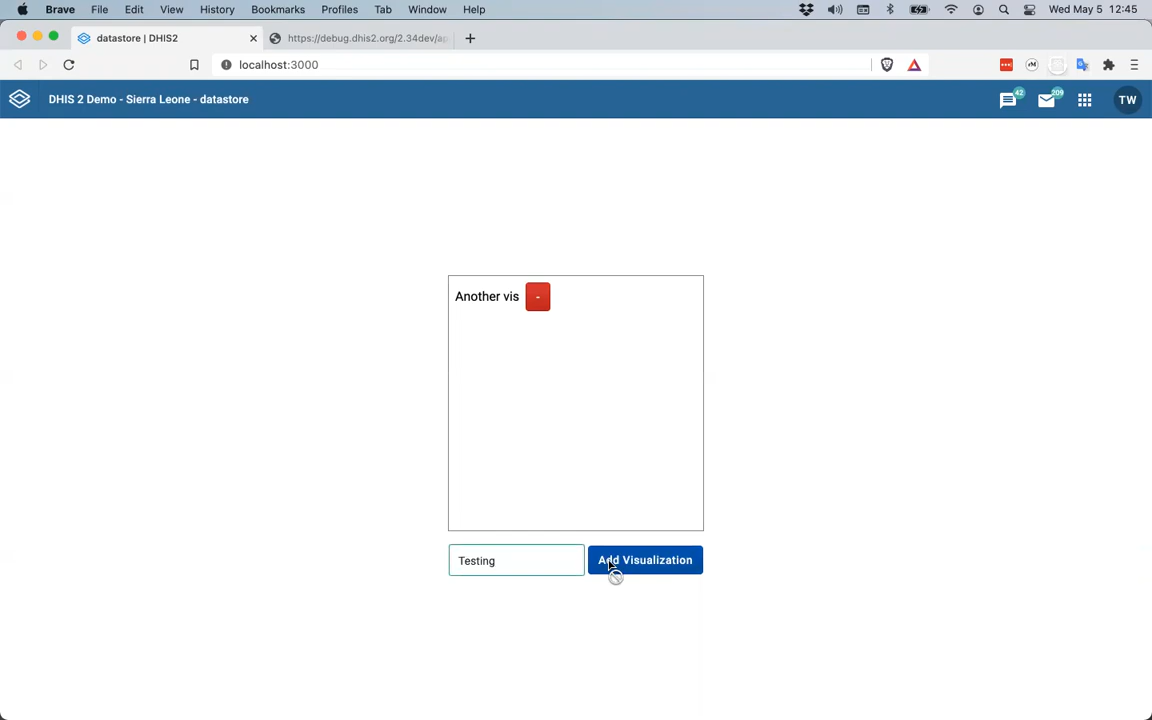 Brave File Edit View History Bookmarks Profiles Tab Window Help Wed May 5 12:45
datastore | DHIS2 https://debug.dhis2.org/2.34dev/ap
localhost:3000
DHIS 2 Demo - Sierra Leone - datastore 42 209 TW
Another vis -
Testing Add Visualization